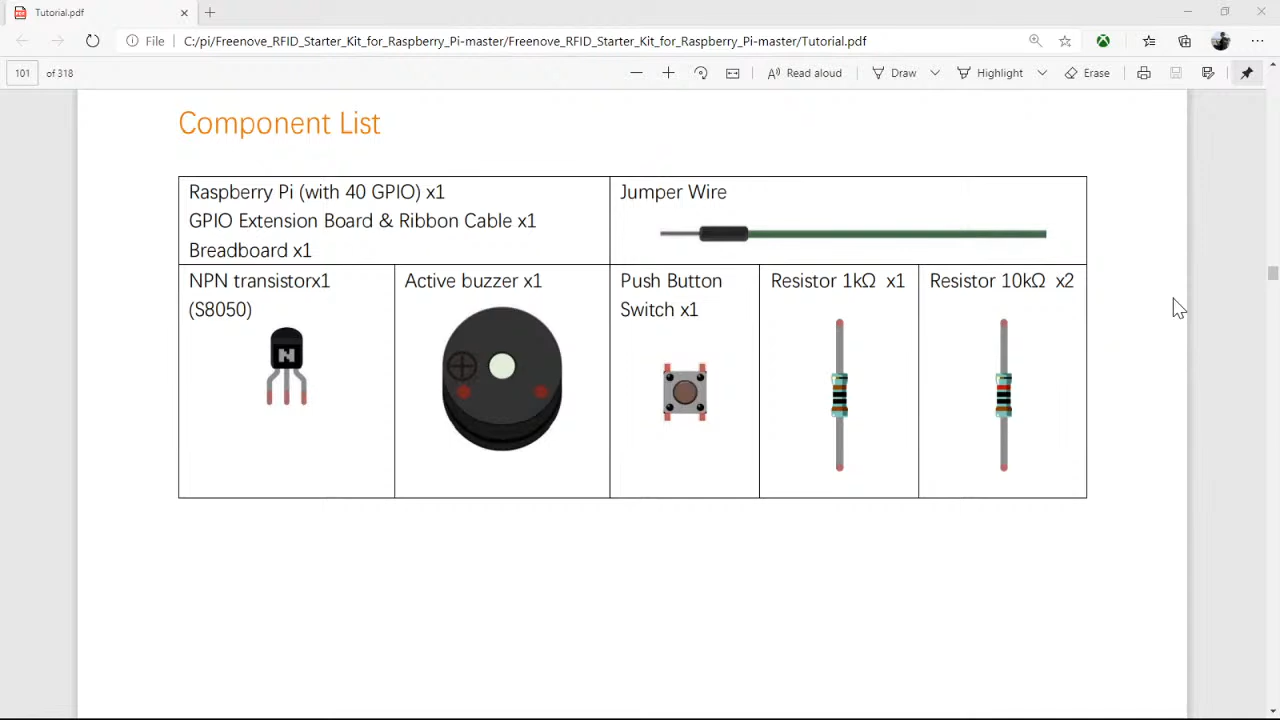 Tutorial.pdf
File C:/pi/Freenove_RFID_Starter_Kit_for_Raspberry_Pi-master/Freenove_RFID_Starter_Kit_for_Raspberry_Pi-master/Tutorial.pdf
101 of 318 Read aloud Draw Highlight Erase
Component List
Raspberry Pi (with 40 GPIO) x1
GPIO Extension Board & Ribbon Cable x1
Breadboard x1
Jumper Wire
NPN transistorx1
(S8050)
N
Active buzzer x1
Push Button
Switch x1
Resistor 1kΩ x1
Resistor 10kΩ x2